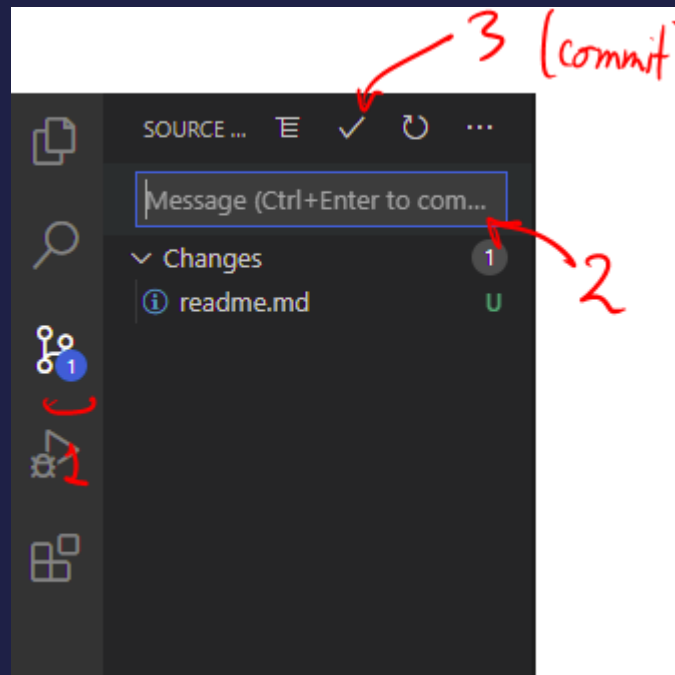 3 (commit)
SOURCE ...
Message (Ctrl+Enter to com...
Changes 1
readme.md U
2
1
1